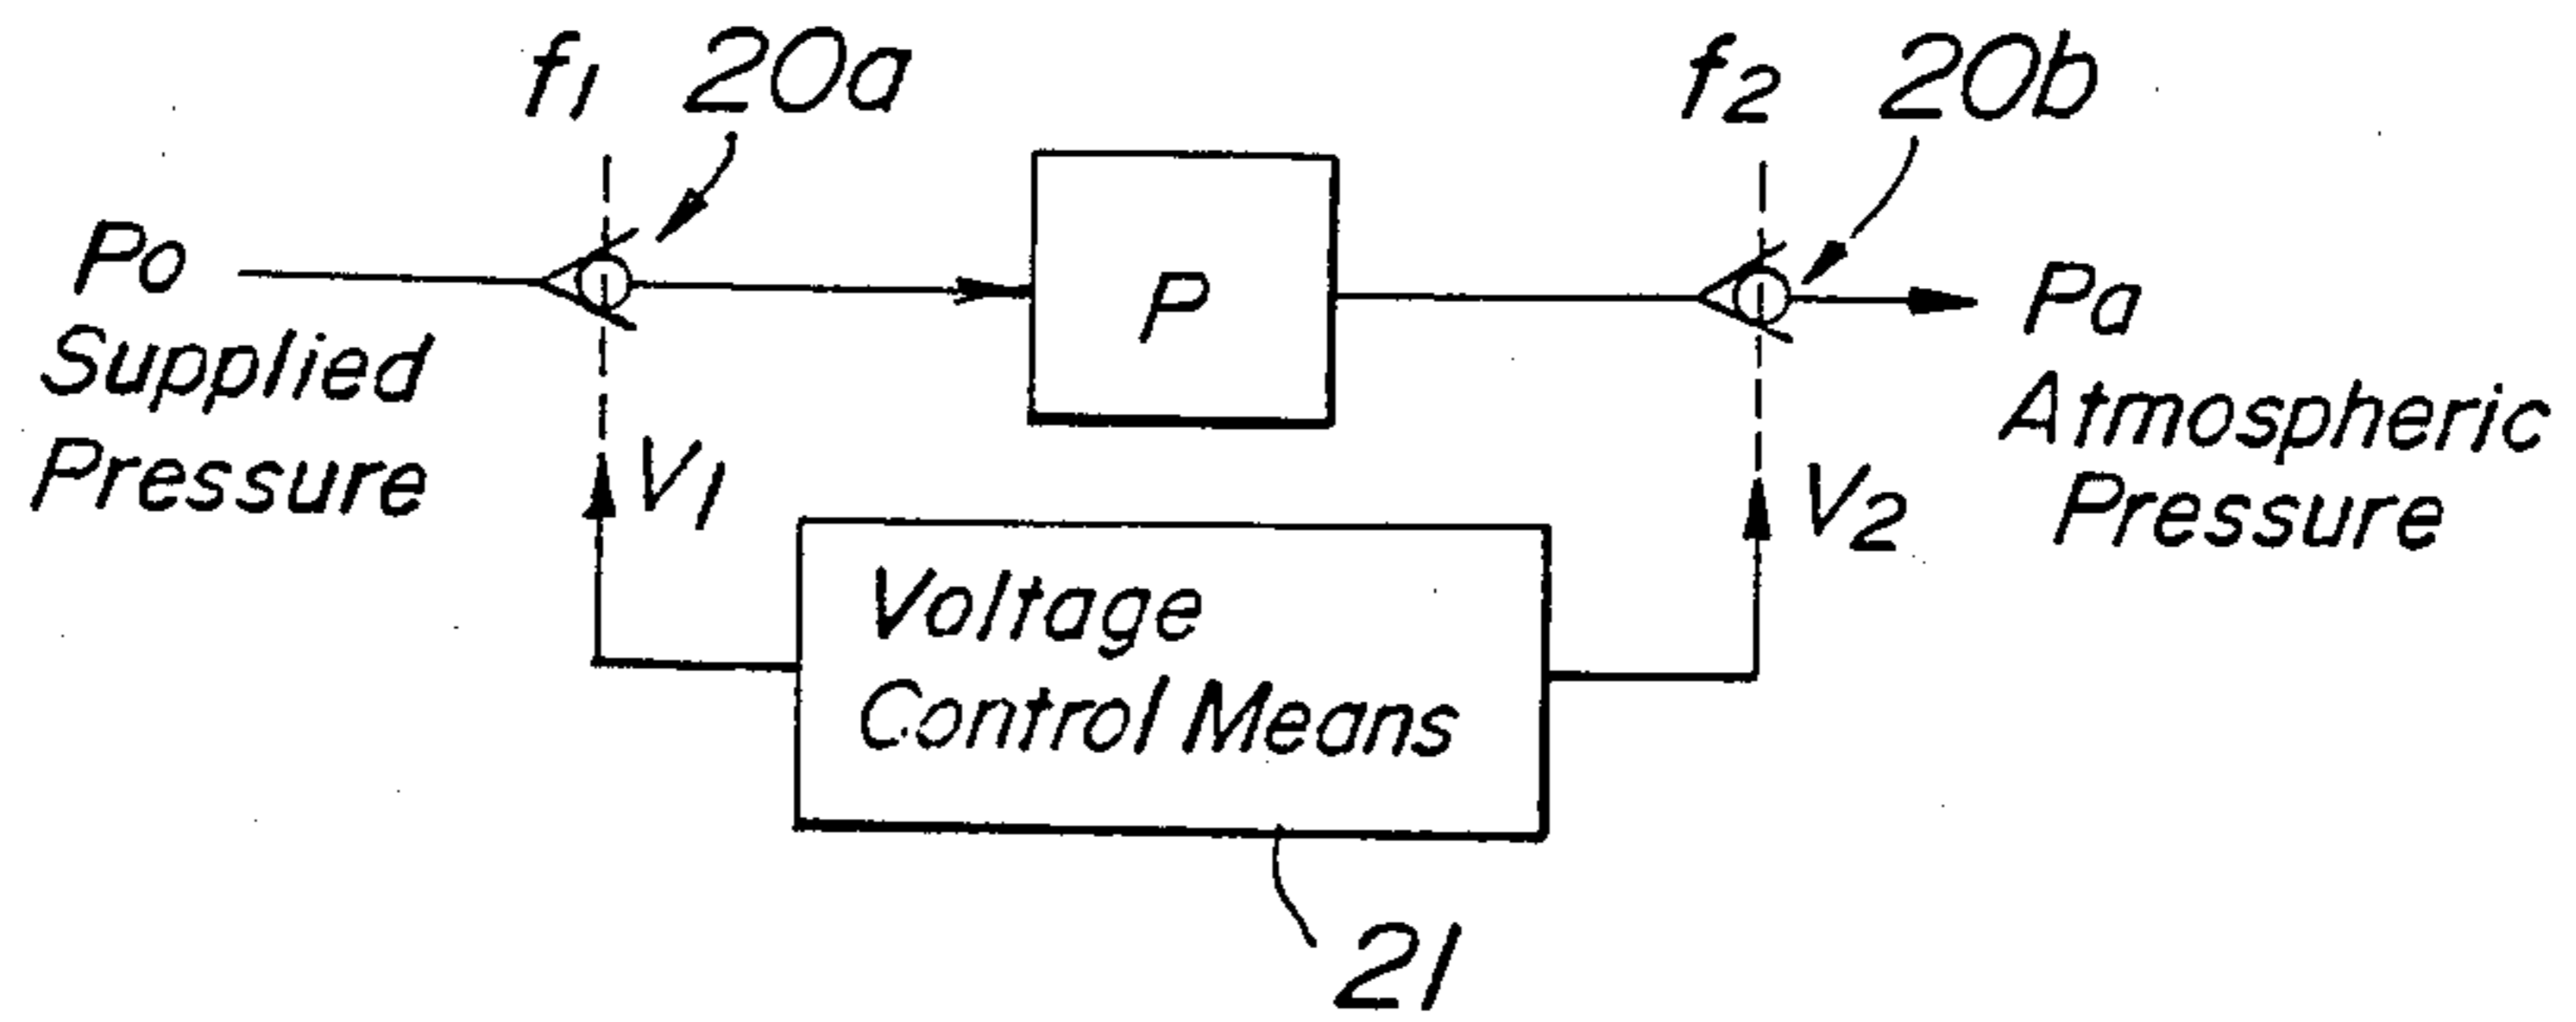 f1 20a
f2 20b
Po
Supplied
Pressure
P
Pa
Atmospheric
Pressure
V1
V2
Voltage
Control Means
21